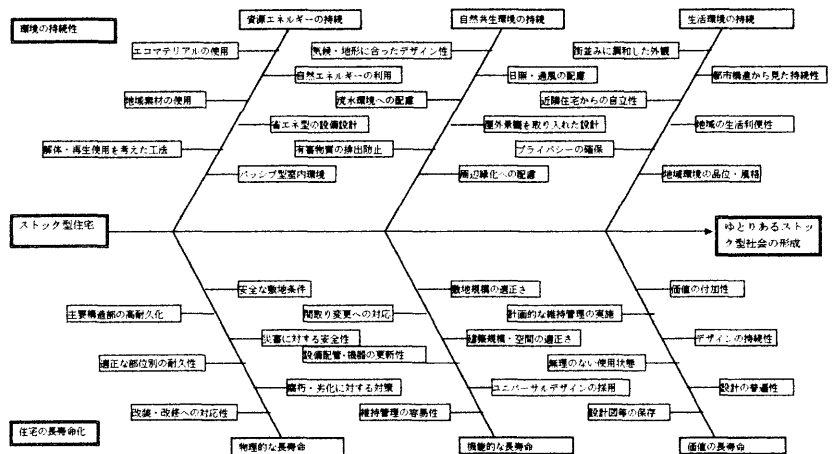 環境の持続性
資源エネルギーの持続
自然共生環境の持続
生活環境の持続
エコマテリアルの使用
気候・地形に合ったデザイン性
街並みに調和した外観
自然エネルギーの利用
日照・通風の配慮
都市構造から見た持続性
地域素材の使用
流水環境への配慮
近隣住宅からの自立性
省エネ型の設備設計
屋外景観を取り入れた設計
地域の生活利便性
解体・再生使用を考えた工法
有害物質の排出防止
プライバシーの確保
パッシブ型室内環境
周辺緑化への配慮
地域環境の品位・風格
ストック型住宅
ゆとりあるストッ
ク型社会の形成
安全な敷地条件
敷地規模の適正さ
価値の付加性
主要構造部の高耐久化
間取り変更への対応
計画的な維持管理の実施
災害に対する安全性
建築規模・空間の適正さ
デザインの持続性
設備配管・機器の更新性
適正な部位別の耐久性
無理のない使用状態
腐朽・劣化に対する対策
ユニバーサルデザインの採用
設計の普遍性
改装・改修への対応性
維持管理の容易性
設計図等の保存
住宅の長寿命化
物理的な長寿命
機能的な長寿命
価値の長寿命